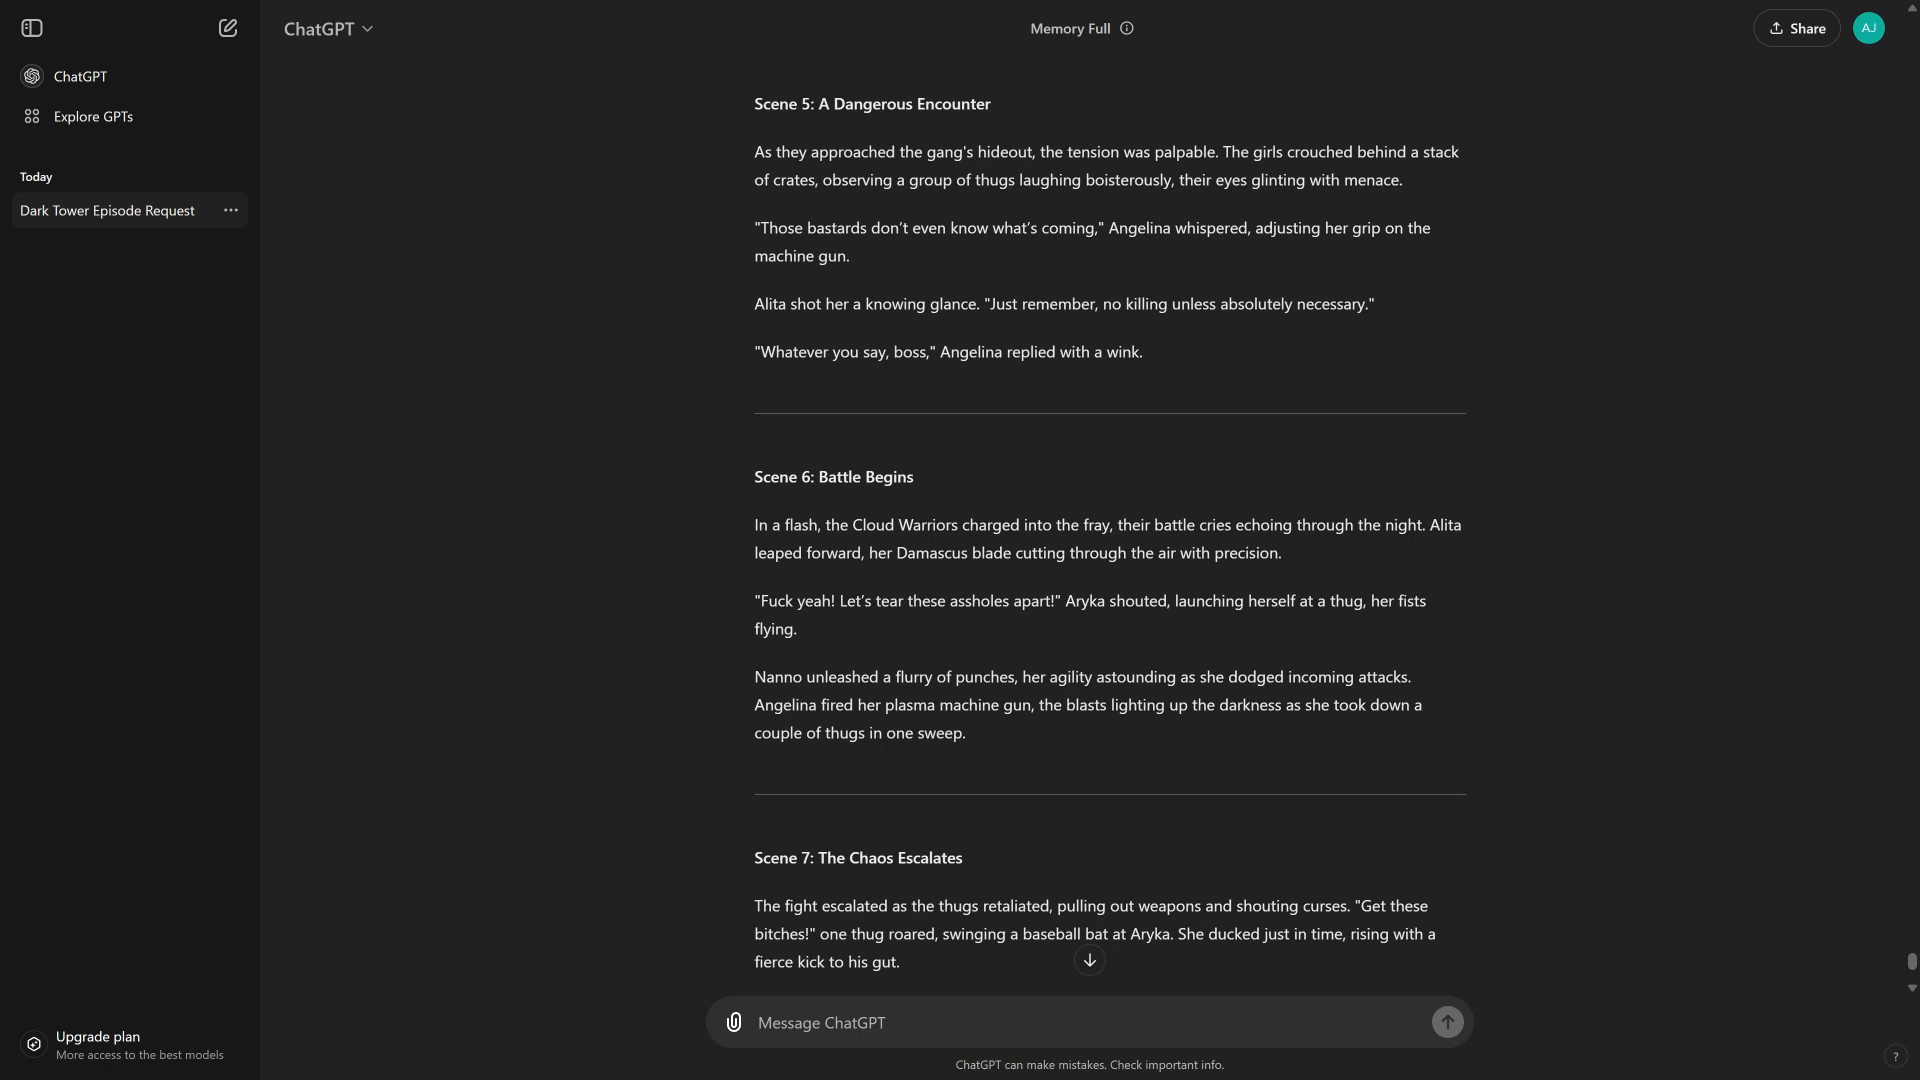 ChatGPT
Memory Full
Share
AJ
ChatGPT
Explore GPTs
Today
Dark Tower Episode Request
Scene 5: A Dangerous Encounter
As they approached the gang's hideout, the tension was palpable. The girls crouched behind a stack
of crates, observing a group of thugs laughing boisterously, their eyes glinting with menace.
"Those bastards don’t even know what’s coming," Angelina whispered, adjusting her grip on the
machine gun.
Alita shot her a knowing glance. "Just remember, no killing unless absolutely necessary."
"Whatever you say, boss," Angelina replied with a wink.
Scene 6: Battle Begins
In a flash, the Cloud Warriors charged into the fray, their battle cries echoing through the night. Alita
leaped forward, her Damascus blade cutting through the air with precision.
"Fuck yeah! Let’s tear these assholes apart!" Aryka shouted, launching herself at a thug, her fists
flying.
Nanno unleashed a flurry of punches, her agility astounding as she dodged incoming attacks.
Angelina fired her plasma machine gun, the blasts lighting up the darkness as she took down a
couple of thugs in one sweep.
Scene 7: The Chaos Escalates
The fight escalated as the thugs retaliated, pulling out weapons and shouting curses. "Get these
bitches!" one thug roared, swinging a baseball bat at Aryka. She ducked just in time, rising with a
fierce kick to his gut.
Message ChatGPT
Upgrade plan
More access to the best models
ChatGPT can make mistakes. Check important info.
?